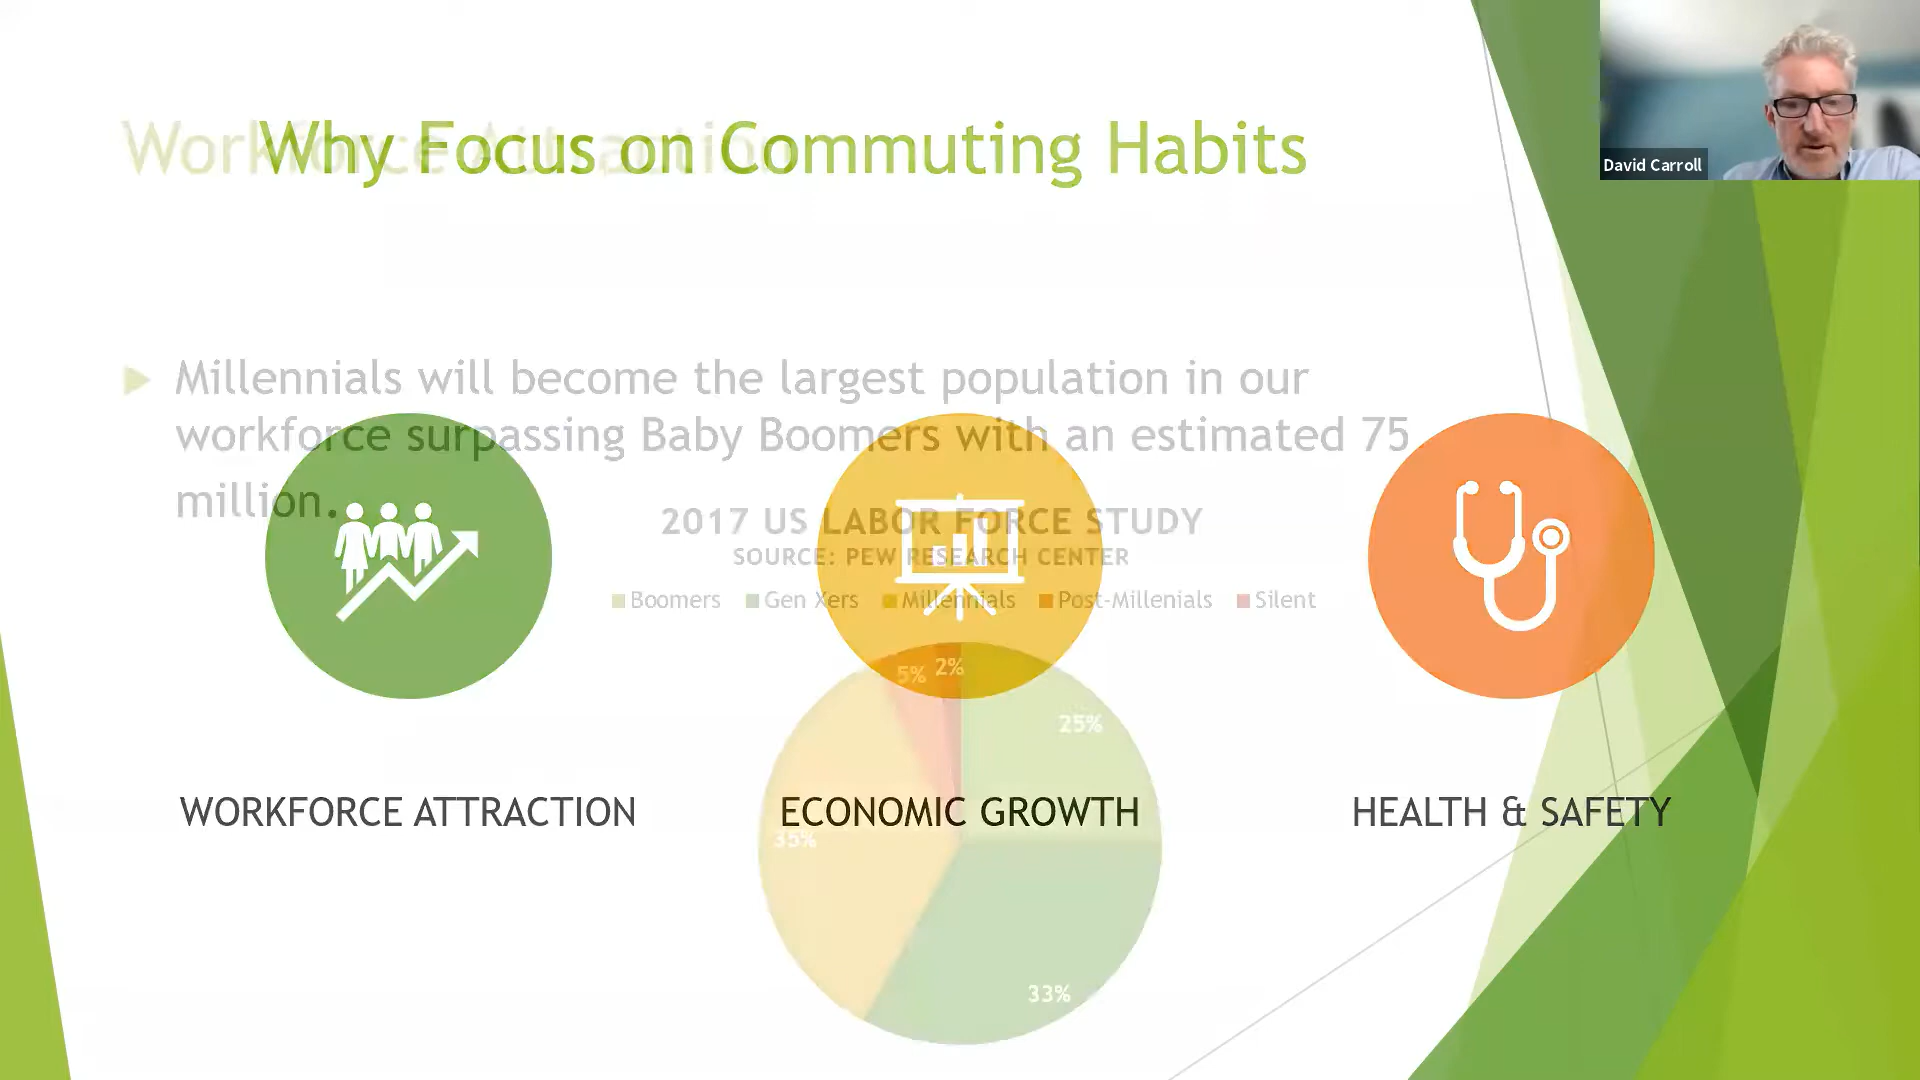 Why Focus on Commuting Habits
Workforce Attraction
David Carroll
Millennials will become the largest population in our
workforce surpassing Baby Boomers with an estimated 75
million.
2017 US LABOR FORCE STUDY
SOURCE: PEW RESEARCH CENTER
Boomers Gen Xers Millennials Post-Millenials Silent
5% 2%
25%
35%
33%
WORKFORCE ATTRACTION ECONOMIC GROWTH HEALTH & SAFETY